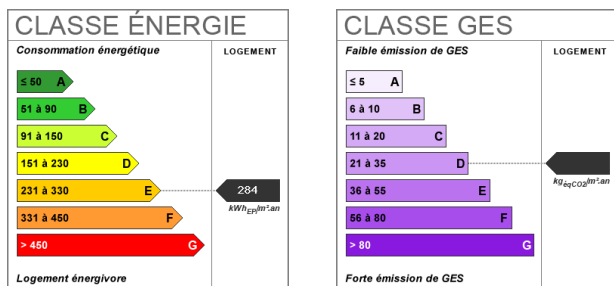 CLASSE ÉNERGIE
Consommation énergétique
LOGEMENT
≤ 50 A
51 à 90 B
91 à 150 C
151 à 230 D
231 à 330 E
284
kWhEP/m².an
331 à 450 F
> 450 G
Logement énergivore
CLASSE GES
Faible émission de GES
LOGEMENT
≤ 5 A
6 à 10 B
11 à 20 C
21 à 35 D
kgéqCO2/m².an
36 à 55 E
56 à 80 F
> 80 G
Forte émission de GES